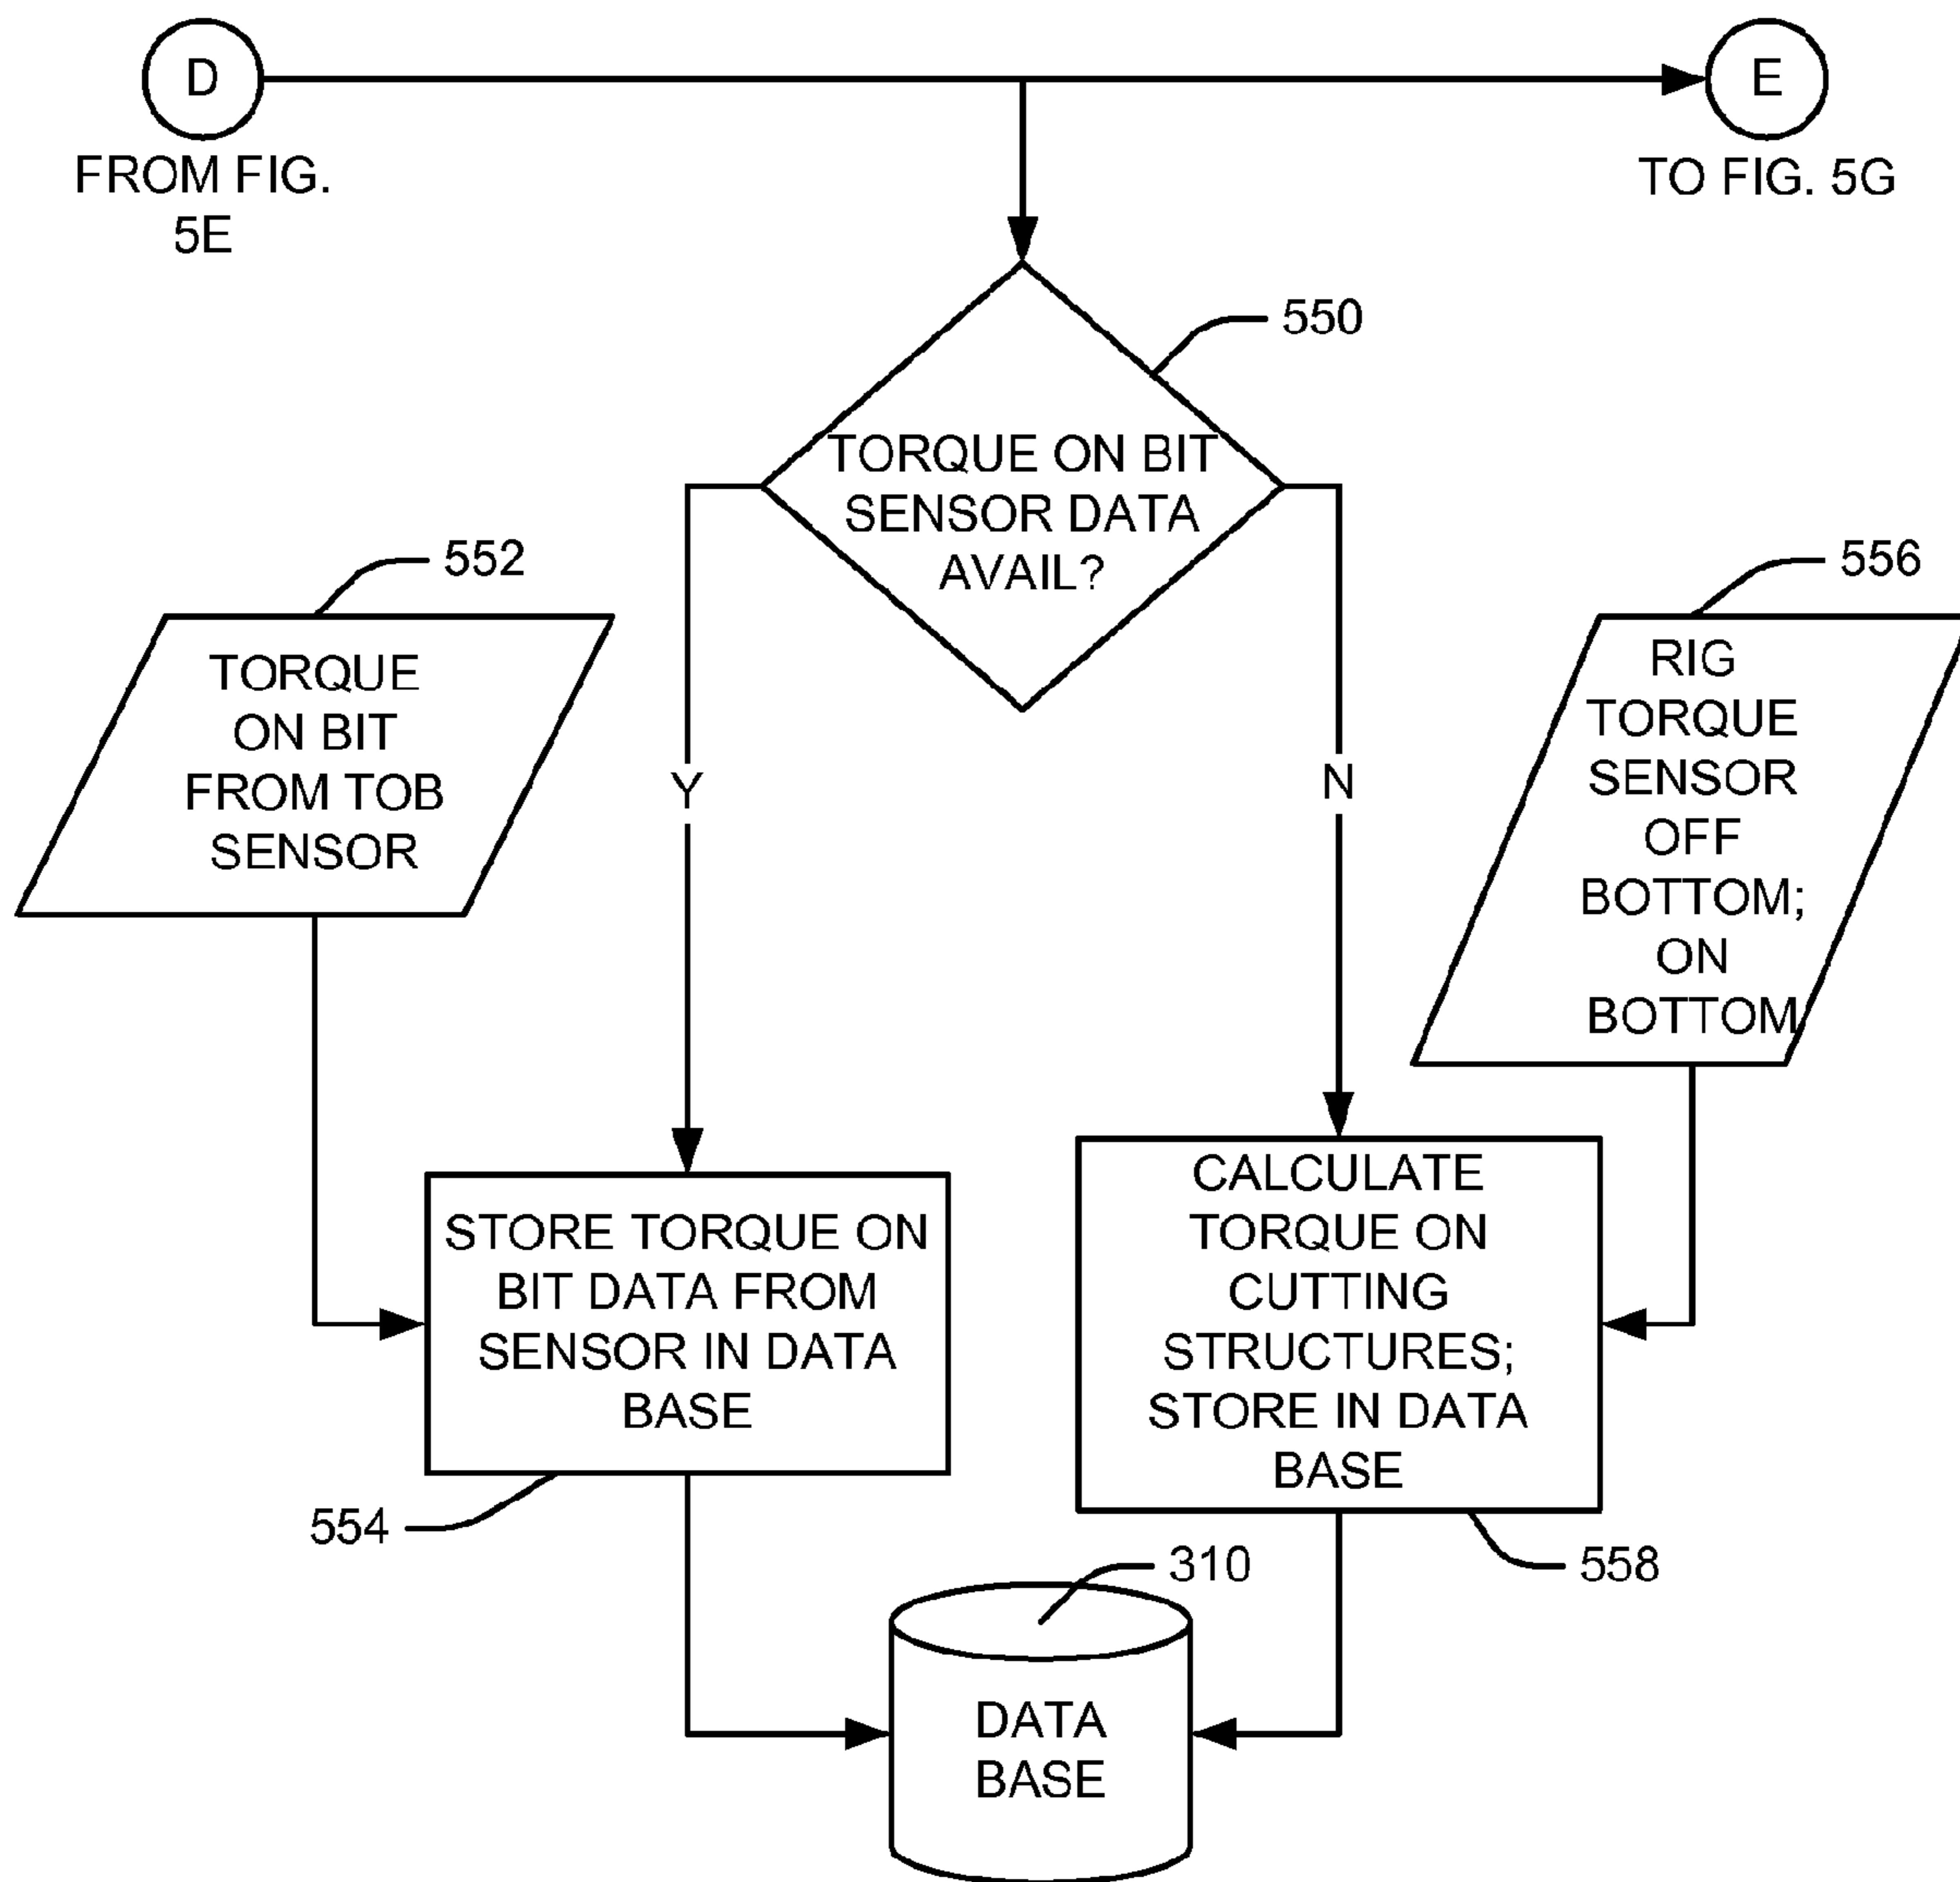 D
E
FROM FIG.
5E
TO FIG. 5G
550
TORQUE ON BIT
SENSOR DATA
AVAIL?
552
556
TORQUE
ON BIT
FROM TOB
SENSOR
Y
N
RIG
TORQUE
SENSOR
OFF
BOTTOM;
ON
BOTTOM
STORE TORQUE ON
BIT DATA FROM
SENSOR IN DATA
BASE
CALCULATE
TORQUE ON
CUTTING
STRUCTURES;
STORE IN DATA
BASE
554
558
310
DATA
BASE